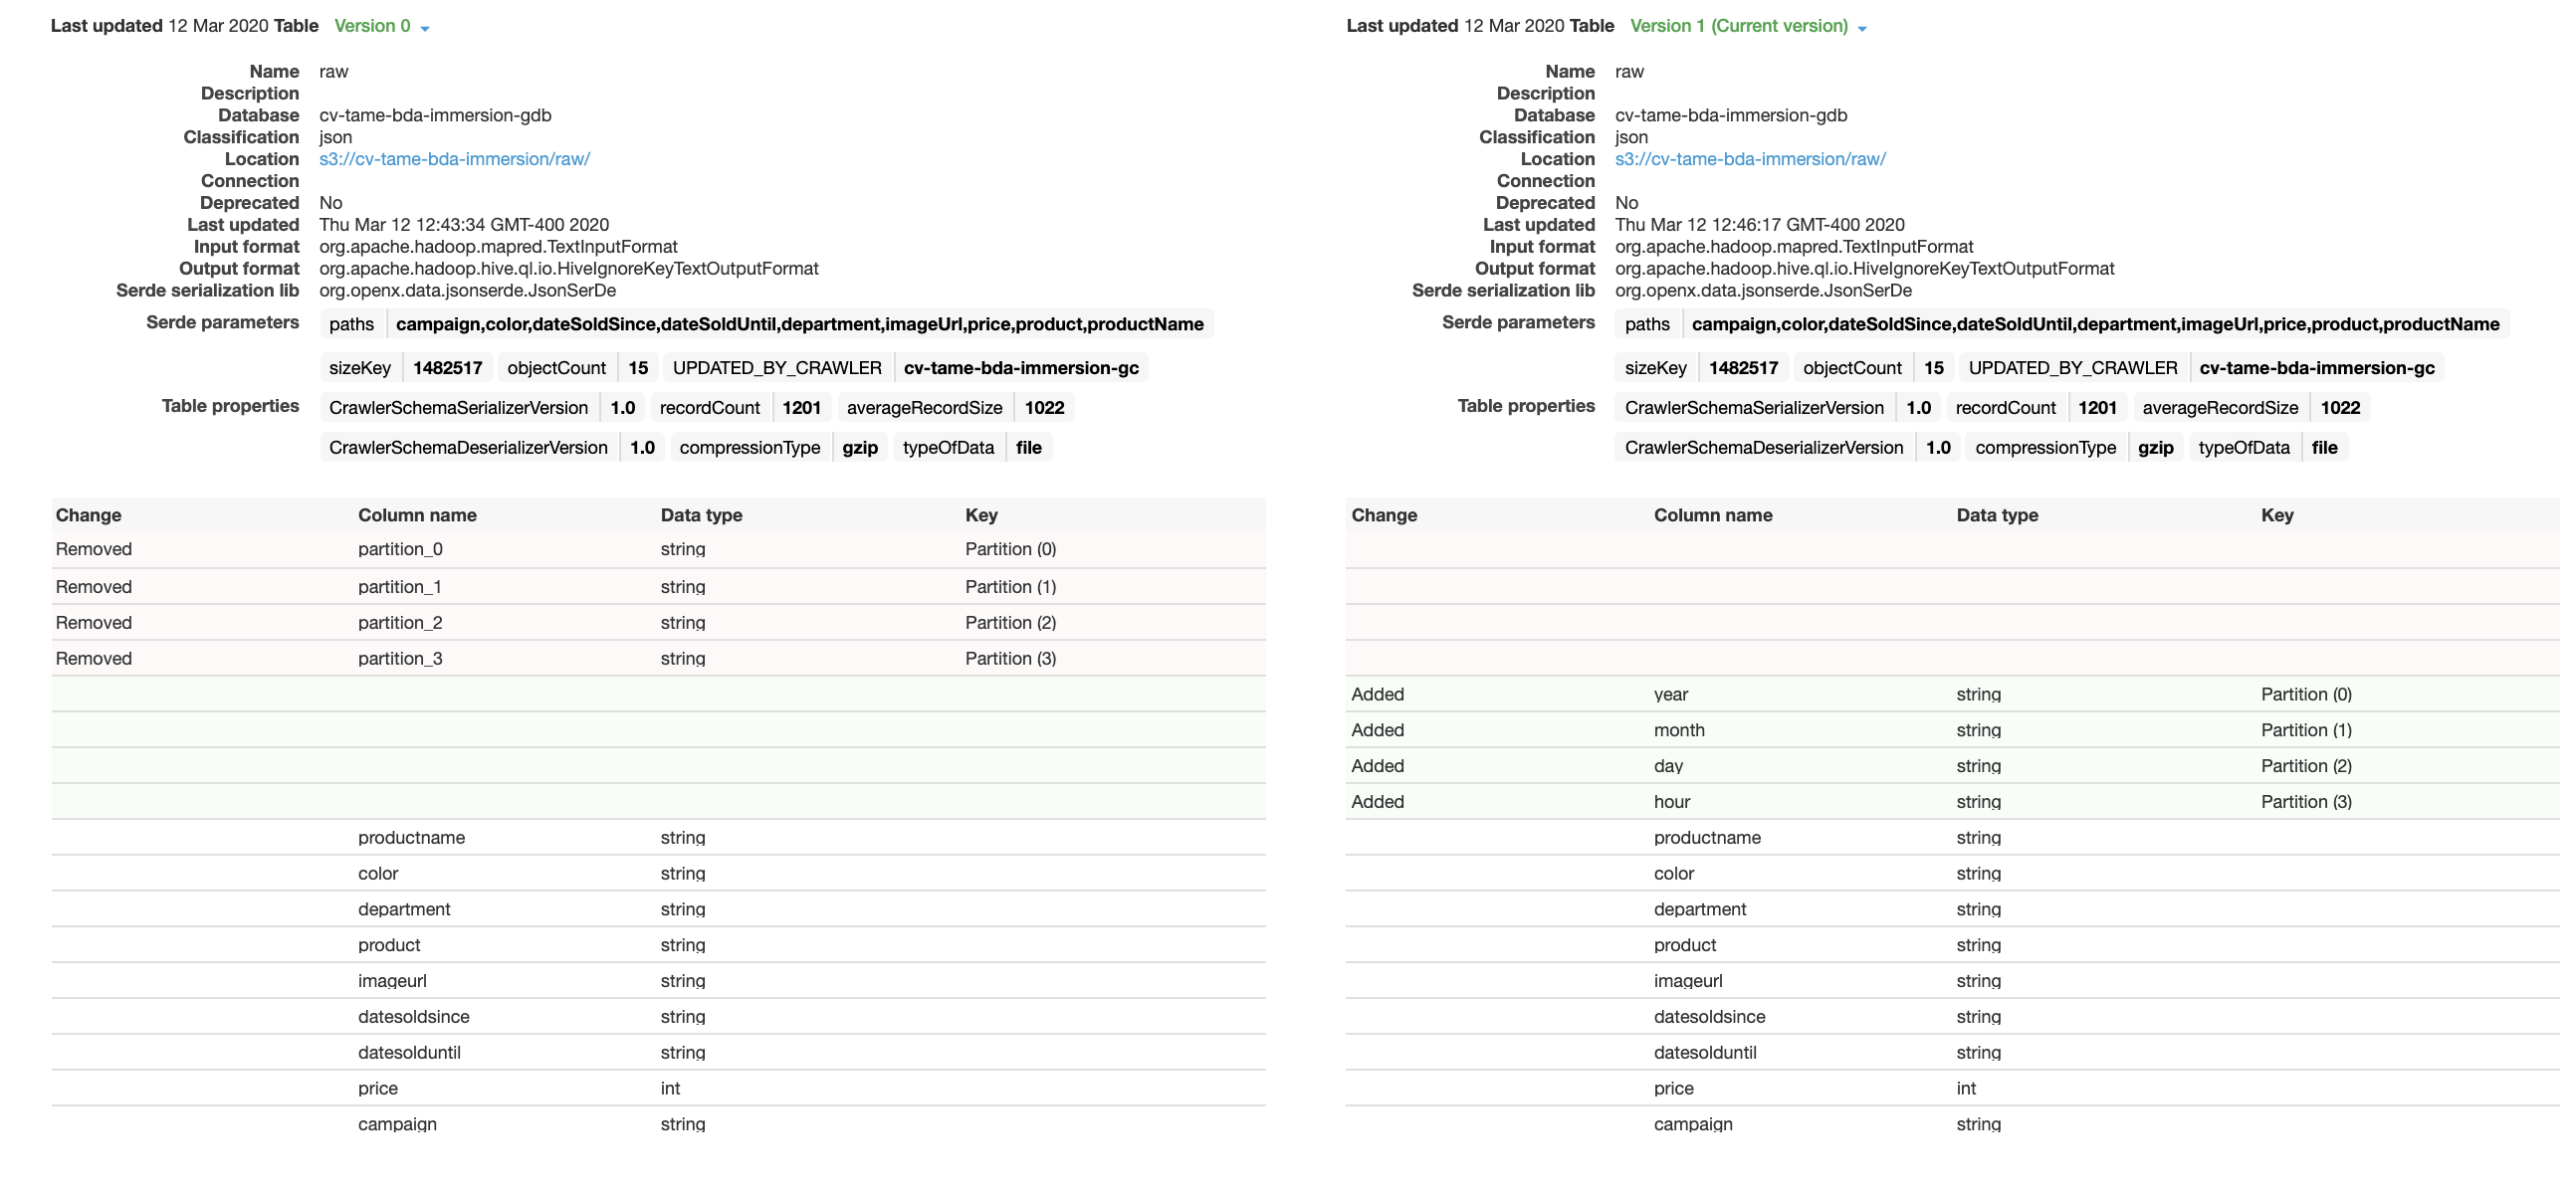 Last updated 12 Mar 2020 Table Version 0
Name raw
Description
Database cv-tame-bda-immersion-gdb
Classification json
Location s3://cv-tame-bda-immersion/raw/
Connection
Deprecated No
Last updated Thu Mar 12 12:43:34 GMT-400 2020
Input format org.apache.hadoop.mapred.TextInputFormat
Output format org.apache.hadoop.hive.ql.io.HiveIgnoreKeyTextOutputFormat
Serde serialization lib org.openx.data.jsonserde.JsonSerDe
Serde parameters paths campaign,color,dateSoldSince,dateSoldUntil,department,imageUrl,price,product,productName
sizeKey 1482517 objectCount 15 UPDATED_BY_CRAWLER cv-tame-bda-immersion-gc
Table properties CrawlerSchemaSerializerVersion 1.0 recordCount 1201 averageRecordSize 1022
CrawlerSchemaDeserializerVersion 1.0 compressionType gzip typeOfData file
Change Column name Data type Key
Removed partition_0 string Partition (0)
Removed partition_1 string Partition (1)
Removed partition_2 string Partition (2)
Removed partition_3 string Partition (3)
productname string
color string
department string
product string
imageurl string
datesoldsince string
datesolduntil string
price int
campaign string
Last updated 12 Mar 2020 Table Version 1 (Current version)
Name raw
Description
Database cv-tame-bda-immersion-gdb
Classification json
Location s3://cv-tame-bda-immersion/raw/
Connection
Deprecated No
Last updated Thu Mar 12 12:46:17 GMT-400 2020
Input format org.apache.hadoop.mapred.TextInputFormat
Output format org.apache.hadoop.hive.ql.io.HiveIgnoreKeyTextOutputFormat
Serde serialization lib org.openx.data.jsonserde.JsonSerDe
Serde parameters paths campaign,color,dateSoldSince,dateSoldUntil,department,imageUrl,price,product,productName
sizeKey 1482517 objectCount 15 UPDATED_BY_CRAWLER cv-tame-bda-immersion-gc
Table properties CrawlerSchemaSerializerVersion 1.0 recordCount 1201 averageRecordSize 1022
CrawlerSchemaDeserializerVersion 1.0 compressionType gzip typeOfData file
Change Column name Data type Key
Added year string Partition (0)
Added month string Partition (1)
Added day string Partition (2)
Added hour string Partition (3)
productname string
color string
department string
product string
imageurl string
datesoldsince string
datesolduntil string
price int
campaign string